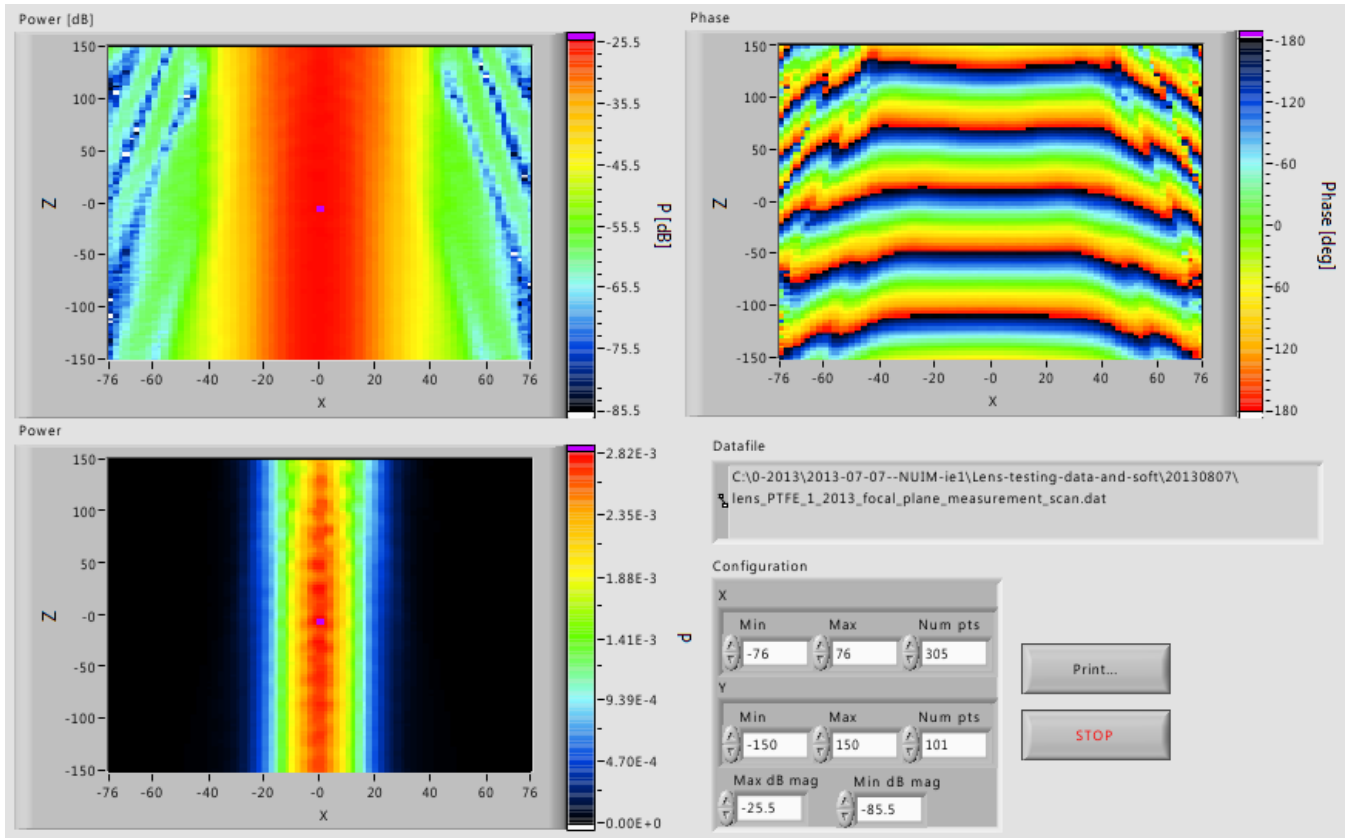 Power [dB]
150
100
50
-0
-50
-100
-150
Z
-76 -60 -40 -20 -0 20 40 60 76
X
-25.5
-35.5
-45.5
-55.5
-65.5
-75.5
-85.5
P [dB]
Phase
150
100
50
-0
-50
-100
-150
Z
-76 -60 -40 -20 -0 20 40 60 76
X
-180
-120
-60
-0
60
120
180
Phase [deg]
Power
150
100
50
-0
-50
-100
-150
Z
-76 -60 -40 -20 -0 20 40 60 76
X
2.82E-3
2.35E-3
1.88E-3
1.41E-3
9.39E-4
4.70E-4
0.00E+0
P
Datafile
C:\0-2013\2013-07-07--NUIM-ie1\Lens-testing-data-and-soft\20130807\
lens_PTFE_1_2013_focal_plane_measurement_scan.dat
Configuration
X
Min Max Num pts
-76 76 305
Y
Min Max Num pts
-150 150 101
Max dB mag Min dB mag
-25.5 -85.5
Print...
STOP